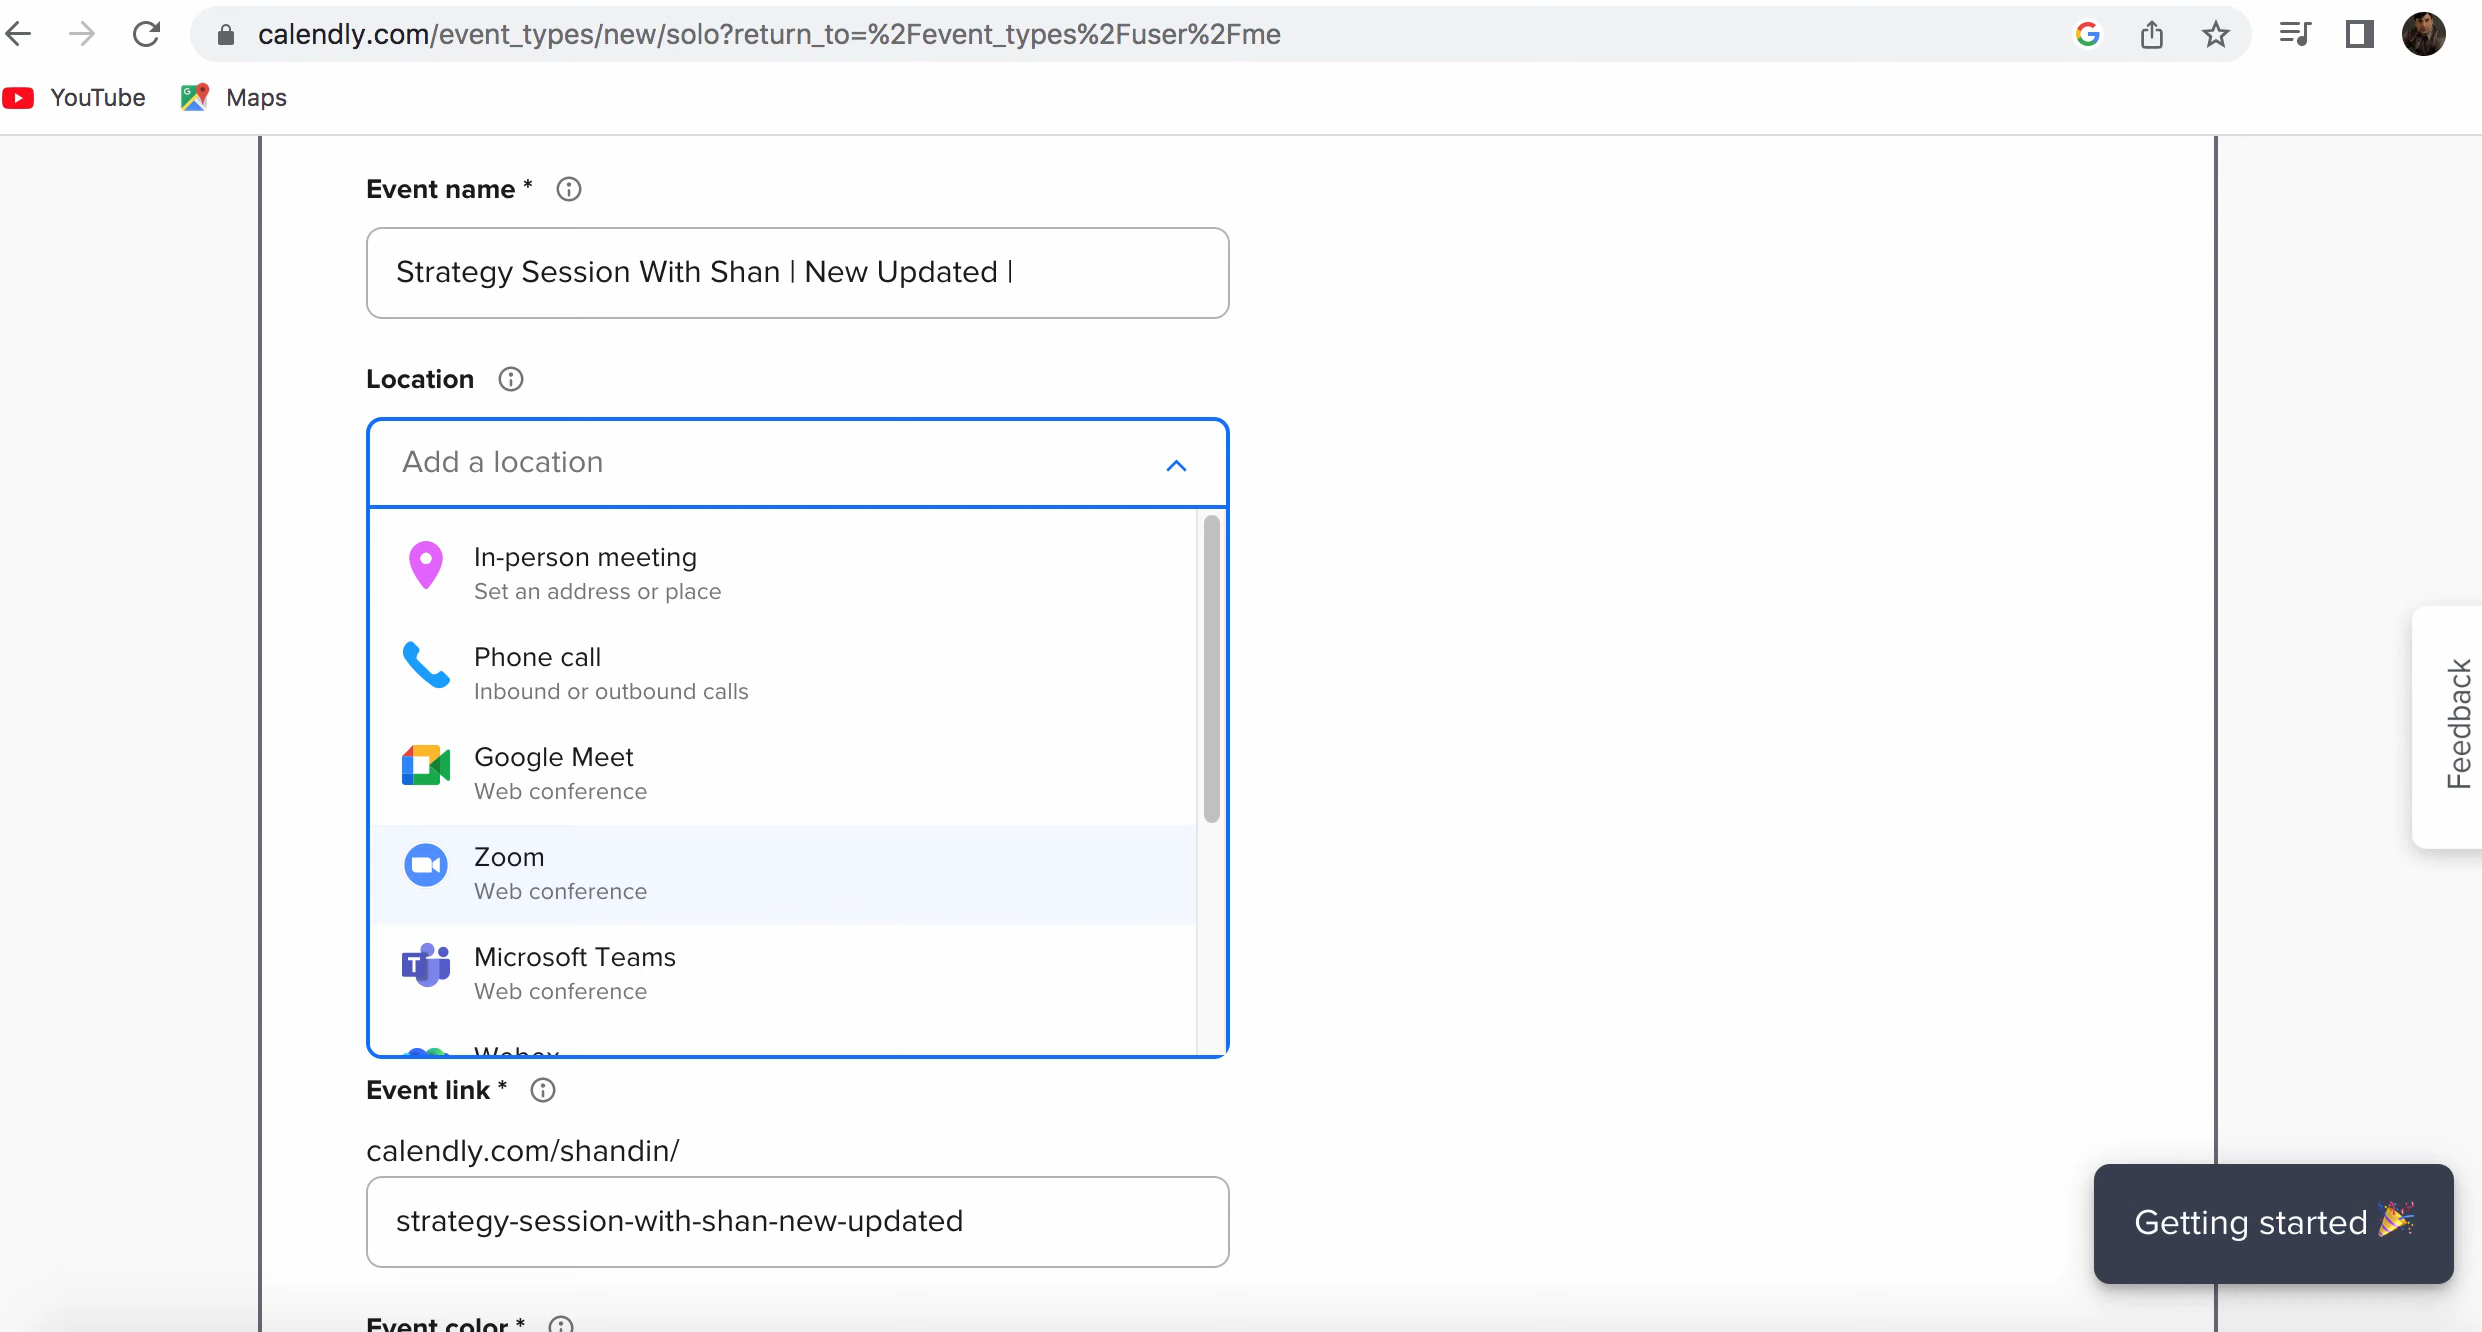 calendly.com/event_types/new/solo?return_to=%2Fevent_types%2Fuser%2Fme
YouTube
Maps
Event name *
Strategy Session With Shan | New Updated |
Location
Add a location
In-person meeting
Set an address or place
Phone call
Inbound or outbound calls
Google Meet
Web conference
Zoom
Web conference
Microsoft Teams
Web conference
Webex
Event link *
calendly.com/shandin/
strategy-session-with-shan-new-updated
Event color *
Feedback
Getting started 🎉